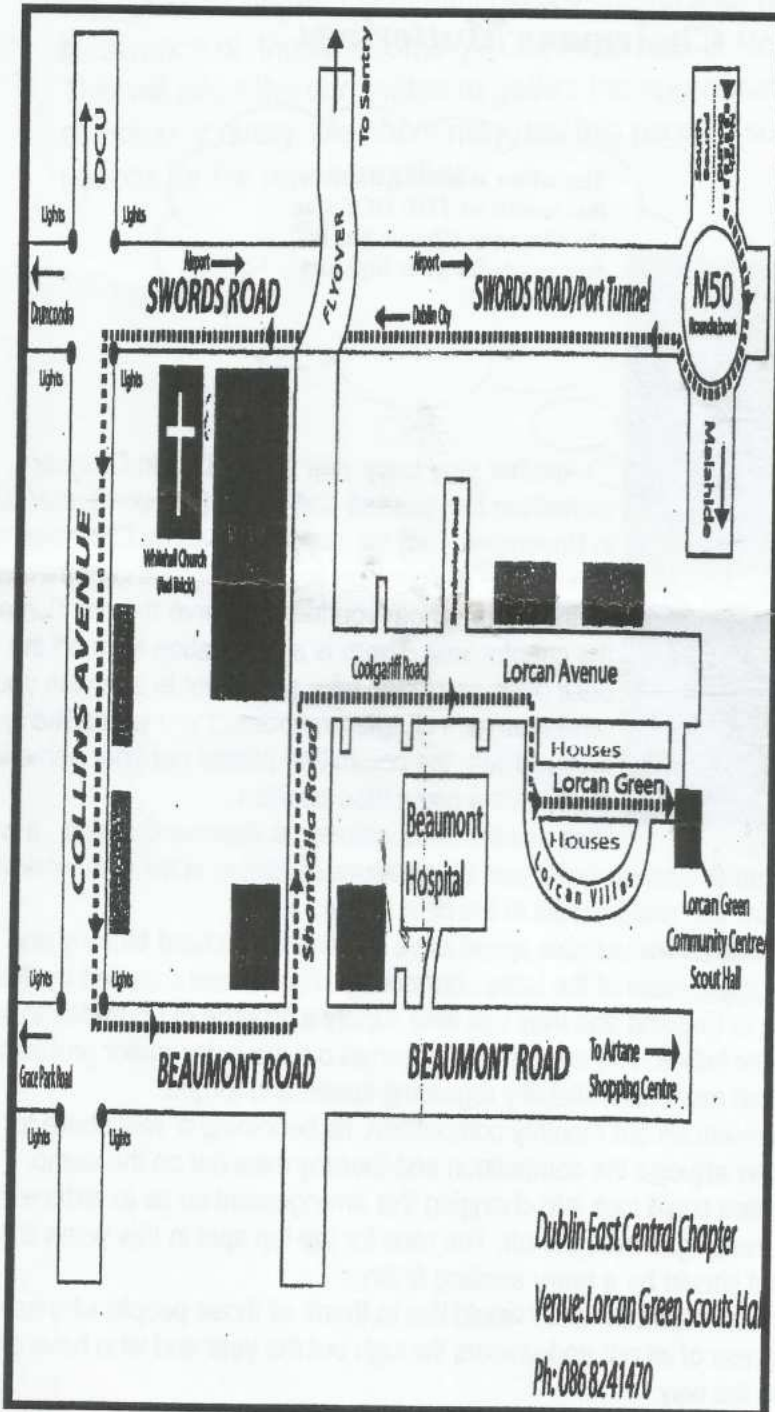 To Santry
DCU
Lights
Lights
Airport
Airport
Drumcondra
SWORDS ROAD
FLYOVER
SWORDS ROAD/Port Tunnel
M50
Roundabout
Dublin City
Lights
Lights
Malahide
Whitehall Church
(Red Brick)
COLLINS AVENUE
Coolgariff Road
Lorcan Avenue
Shantalla Road
Houses
Lorcan Green
Houses
Lorcan Villas
Beaumont
Hospital
Lorcan Green
Community Centre
Scout Hall
Lights
Lights
Grace Park Road
BEAUMONT ROAD
BEAUMONT ROAD
To Artane
Shopping Centre
Lights
Lights
Dublin East Central Chapter
Venue: Lorcan Green Scouts Hall
Ph: 086 8241470